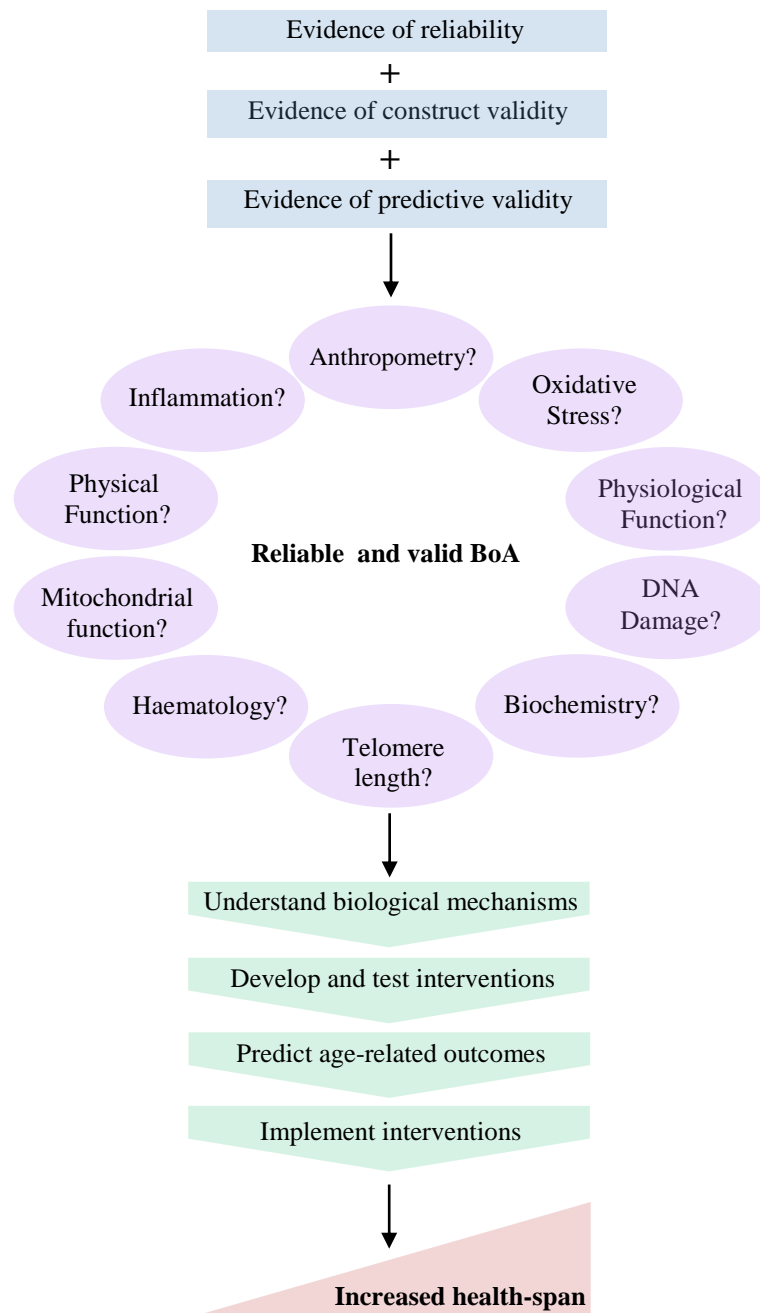 Evidence of reliability
+
Evidence of construct validity
+
Evidence of predictive validity
Anthropometry?
Inflammation?
Oxidative
Stress?
Physical
Function?
Physiological
Function?
Reliable and valid BoA
Mitochondrial
function?
DNA
Damage?
Haematology?
Biochemistry?
Telomere
length?
Understand biological mechanisms
Develop and test interventions
Predict age-related outcomes
Implement interventions
Increased health-span